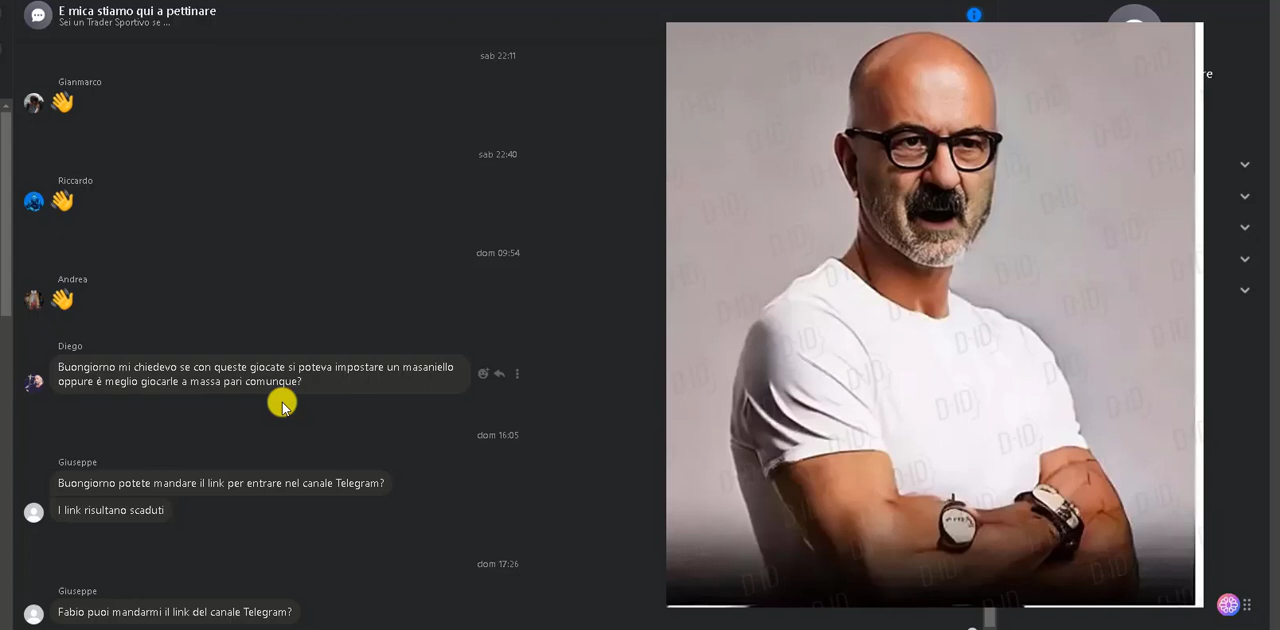 E mica stiamo qui a pettinare
Sei un Trader Sportivo se ...
sab 22:11
Gianmarco
sab 22:40
Riccardo
dom 09:54
Andrea
Diego
Buongiorno mi chiedevo se con queste giocate si poteva impostare un masaniello
oppure è meglio giocarle a massa pari comunque?
dom 16:05
Giuseppe
Buongiorno potete mandare il link per entrare nel canale Telegram?
I link risultano scaduti
dom 17:26
Giuseppe
Fabio puoi mandarmi il link del canale Telegram?
re
D-ID